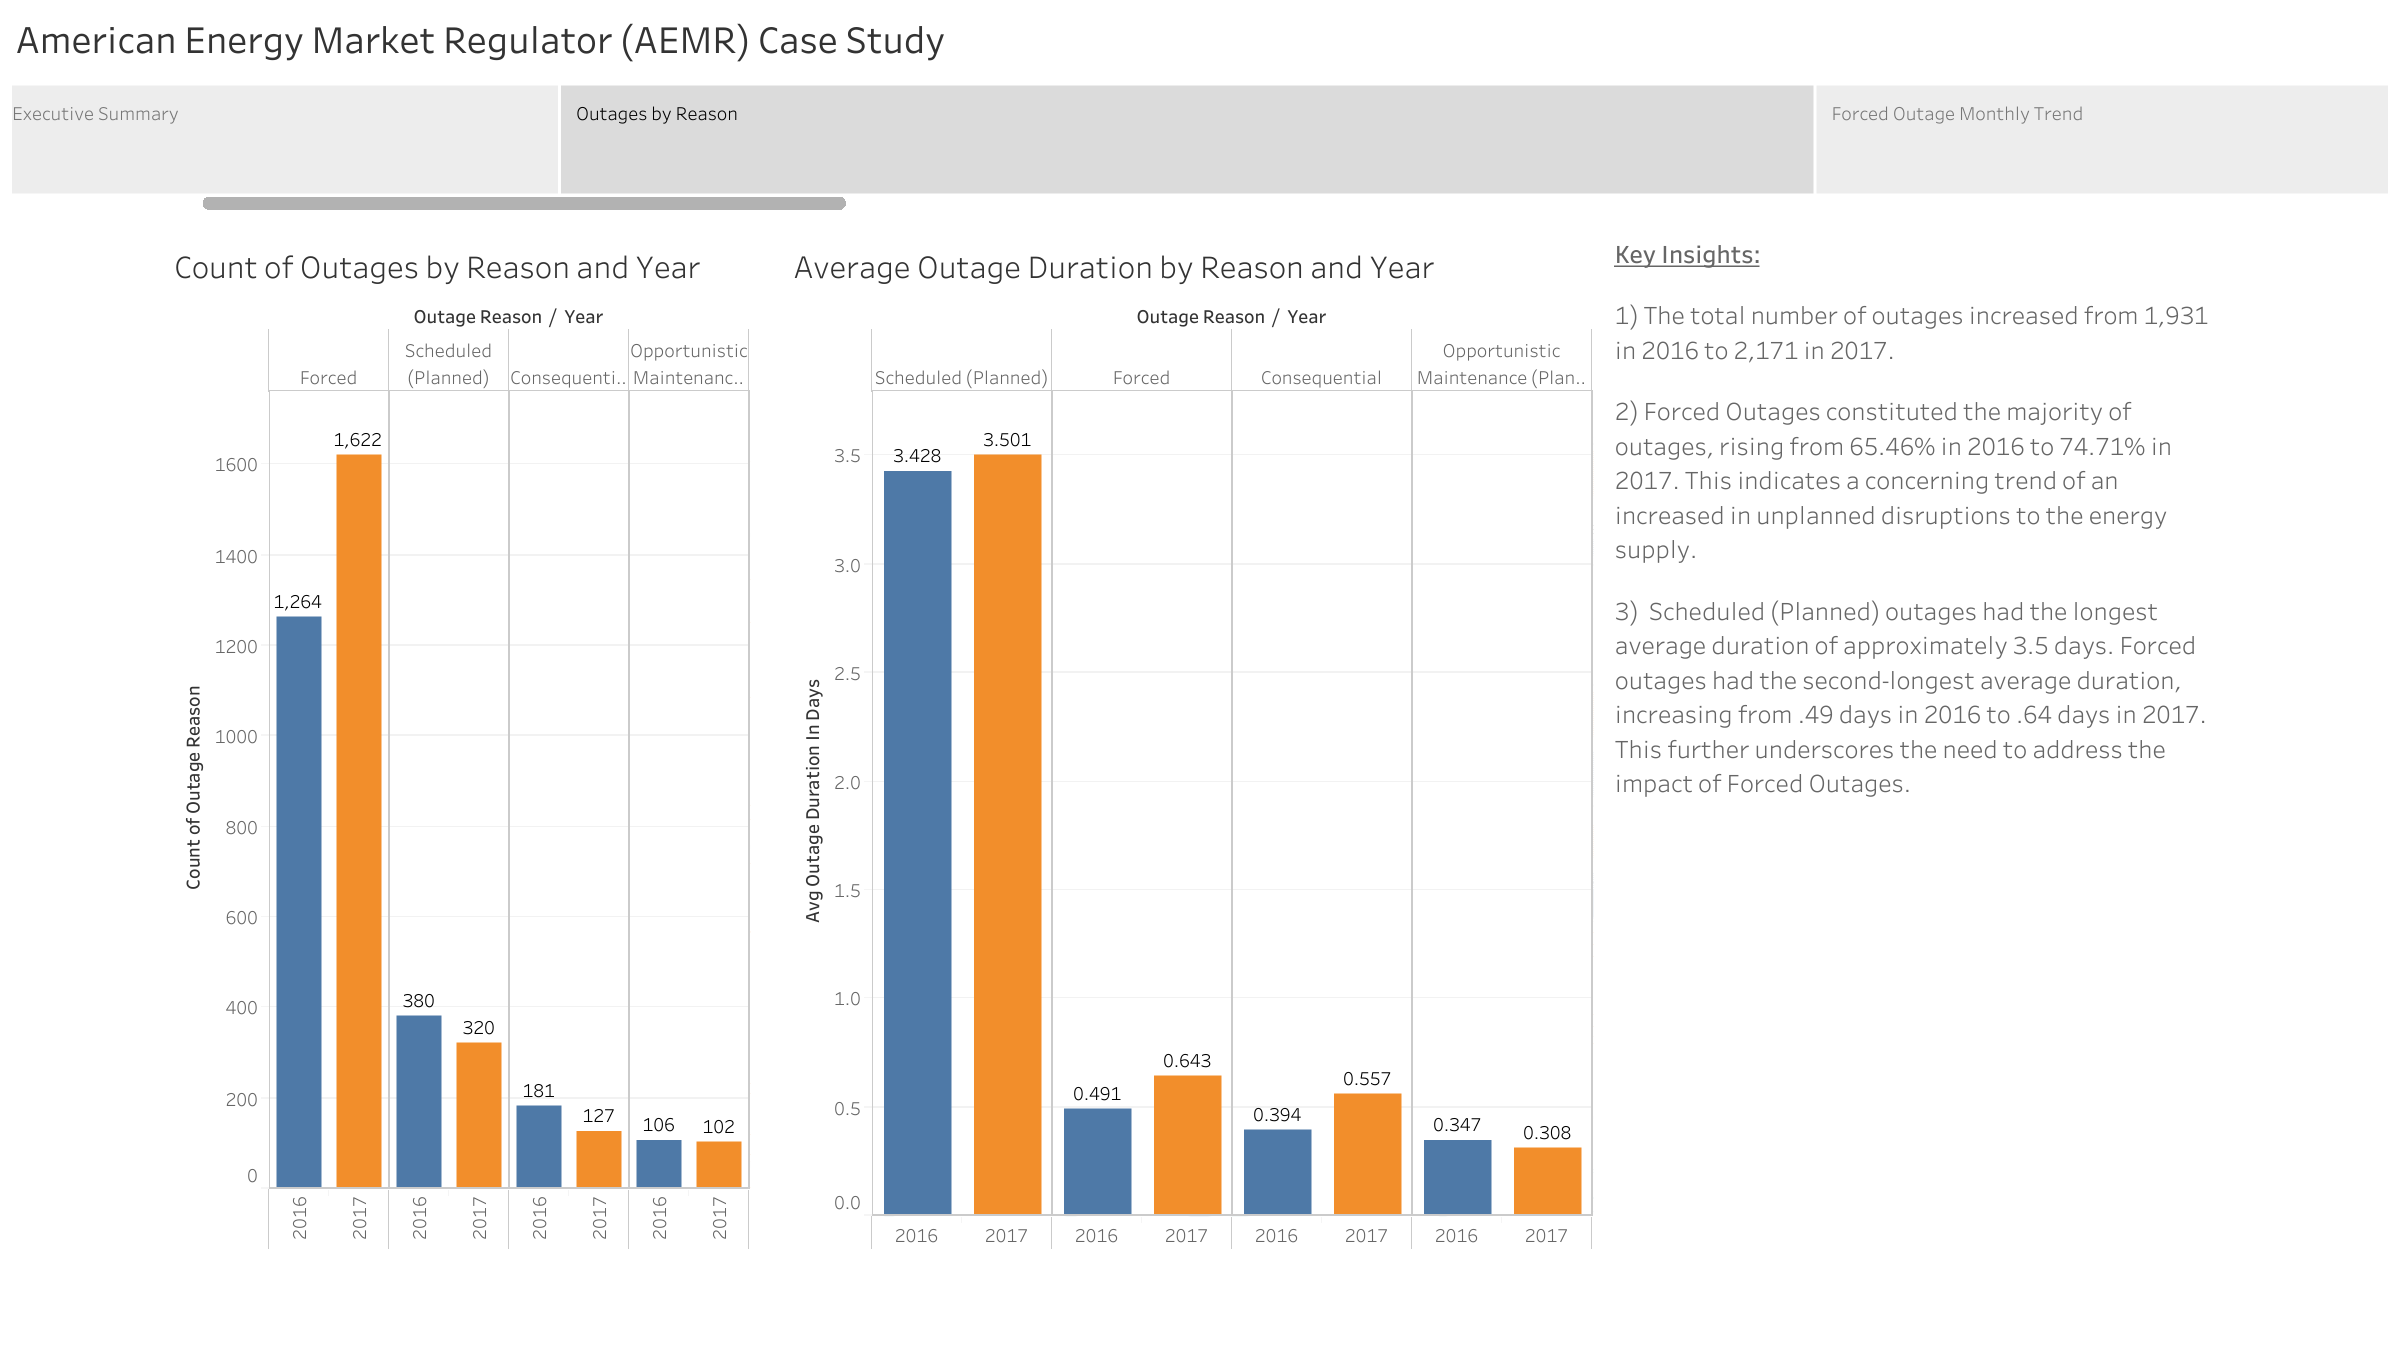 American Energy Market Regulator (AEMR) Case Study
Executive Summary
Outages by Reason
Forced Outage Monthly Trend
Count of Outages by Reason and Year
Outage Reason / Year
Forced
Scheduled
(Planned)
Consequenti..
Opportunistic
Maintenanc..
Count of Outage Reason
1600
1400
1200
1000
800
600
400
200
0
1,264
1,622
380
320
181
127
106
102
2016
2017
2016
2017
2016
2017
2016
2017
Average Outage Duration by Reason and Year
Outage Reason / Year
Scheduled (Planned)
Forced
Consequential
Opportunistic
Maintenance (Plan..
Avg Outage Duration In Days
3.5
3.0
2.5
2.0
1.5
1.0
0.5
0.0
3.428
3.501
0.491
0.643
0.394
0.557
0.347
0.308
2016
2017
2016
2017
2016
2017
2016
2017
Key Insights:
1) The total number of outages increased from 1,931
in 2016 to 2,171 in 2017.
2) Forced Outages constituted the majority of
outages, rising from 65.46% in 2016 to 74.71% in
2017. This indicates a concerning trend of an
increased in unplanned disruptions to the energy
supply.
3)  Scheduled (Planned) outages had the longest
average duration of approximately 3.5 days. Forced
outages had the second-longest average duration,
increasing from .49 days in 2016 to .64 days in 2017.
This further underscores the need to address the
impact of Forced Outages.